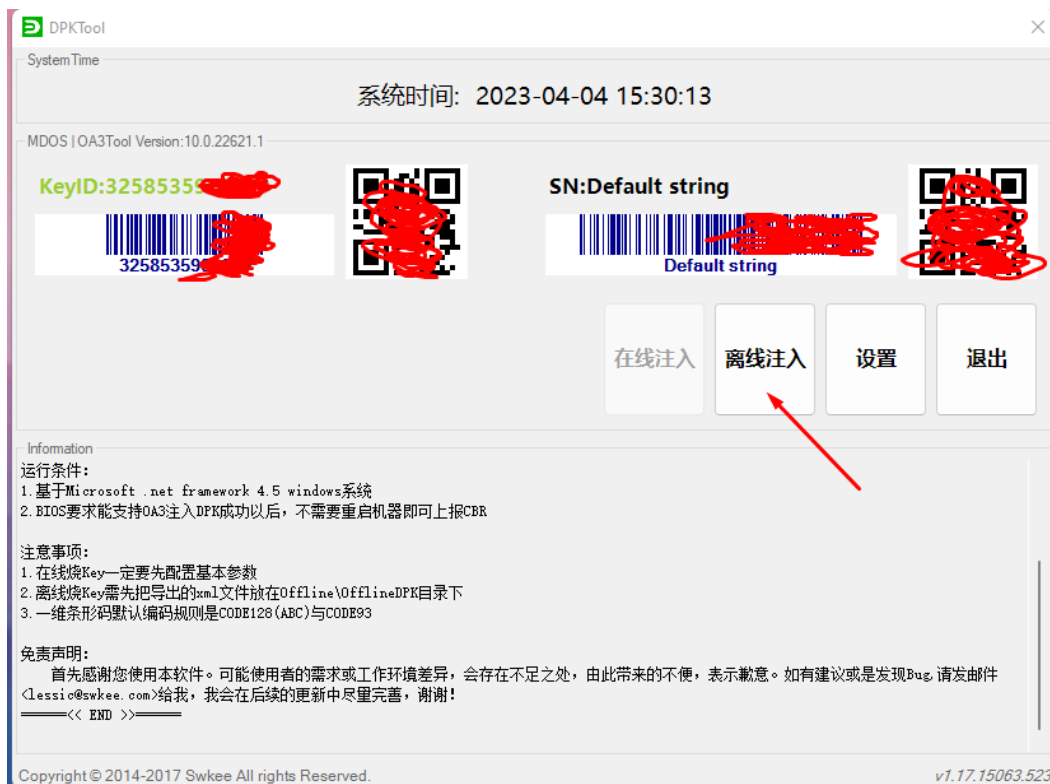 DPKTool
SystemTime
系统时间: 2023-04-04 15:30:13
MDOS | OA3Tool Version:10.0.22621.1
KeyID:32585359
SN:Default string
32585359
Default string
在线注入
离线注入
设置
退出
Information
运行条件:
1.基于Microsoft .net framework 4.5 windows系统
2.BIOS要求能支持OA3注入DPK成功以后，不需要重启机器即可上报CBR
注意事项:
1.在线烧Key一定要先配置基本参数
2.离线烧Key需先把导出的xml文件放在Offline\OfflineDPK目录下
3.一维条形码默认编码规则是CODE128(ABC)与CODE93
免责声明:
首先感谢您使用本软件。可能使用者的需求或工作环境差异，会存在不足之处，由此带来的不便，表示歉意。如有建议或是发现Bug,请发邮件
<lessic@swkee.com>给我，我会在后续的更新中尽量完善，谢谢!
═════<< END >>═════
Copyright © 2014-2017 Swkee All rights Reserved.
v1.17.15063.523